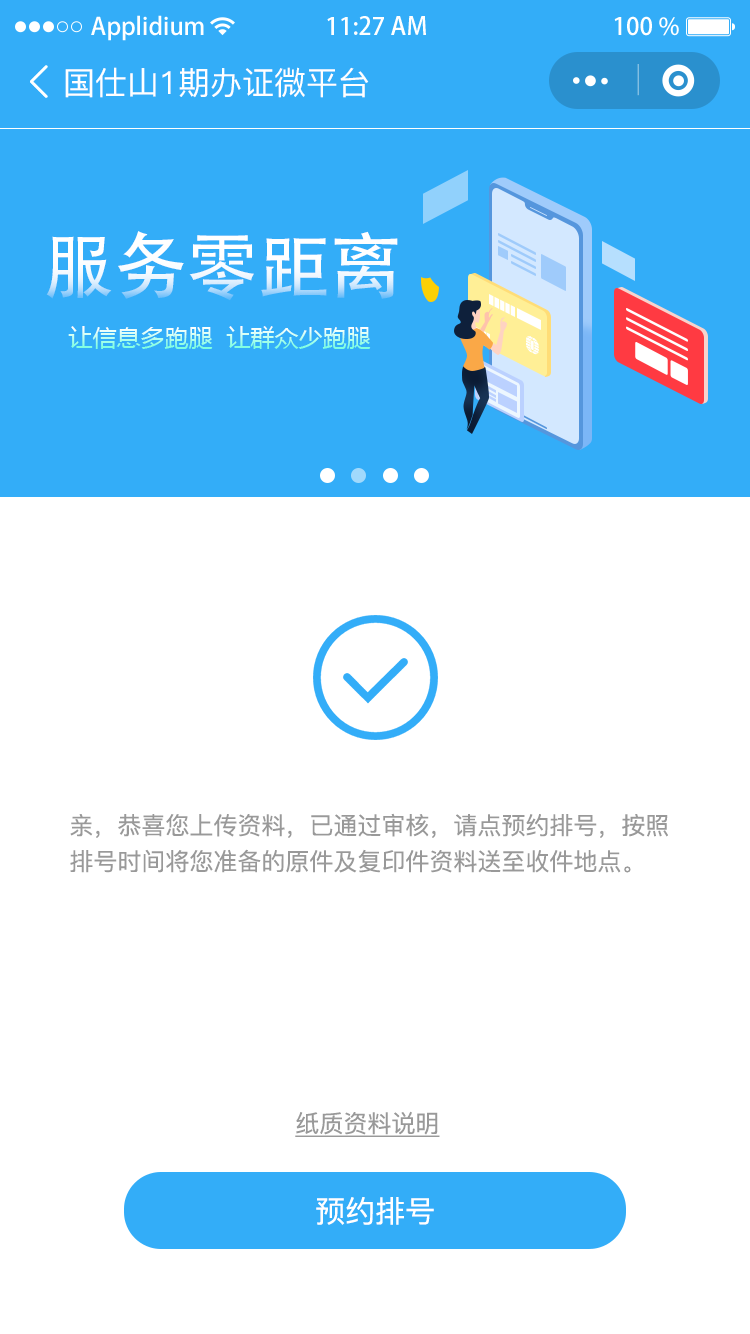 Applidium 11:27 AM 100 %
国仕山1期办证微平台
服务零距离
让信息多跑腿 让群众少跑腿
亲，恭喜您上传资料，已通过审核，请点预约排号，按照
排号时间将您准备的原件及复印件资料送至收件地点。
纸质资料说明
预约排号